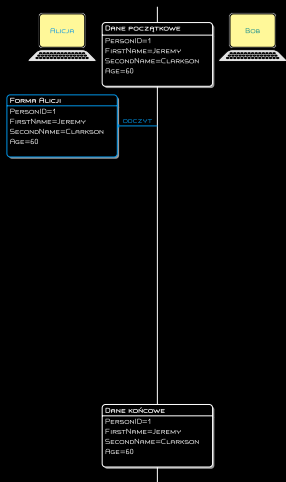 Alicja
Bob
Dane początkowe
PersonID=1
FirstName=Jeremy
SecondName=Clarkson
Age=60
Forma Alicji
PersonID=1
FirstName=Jeremy
SecondName=Clarkson
Age=60
odczyt
Dane końcowe
PersonID=1
FirstName=Jeremy
SecondName=Clarkson
Age=60